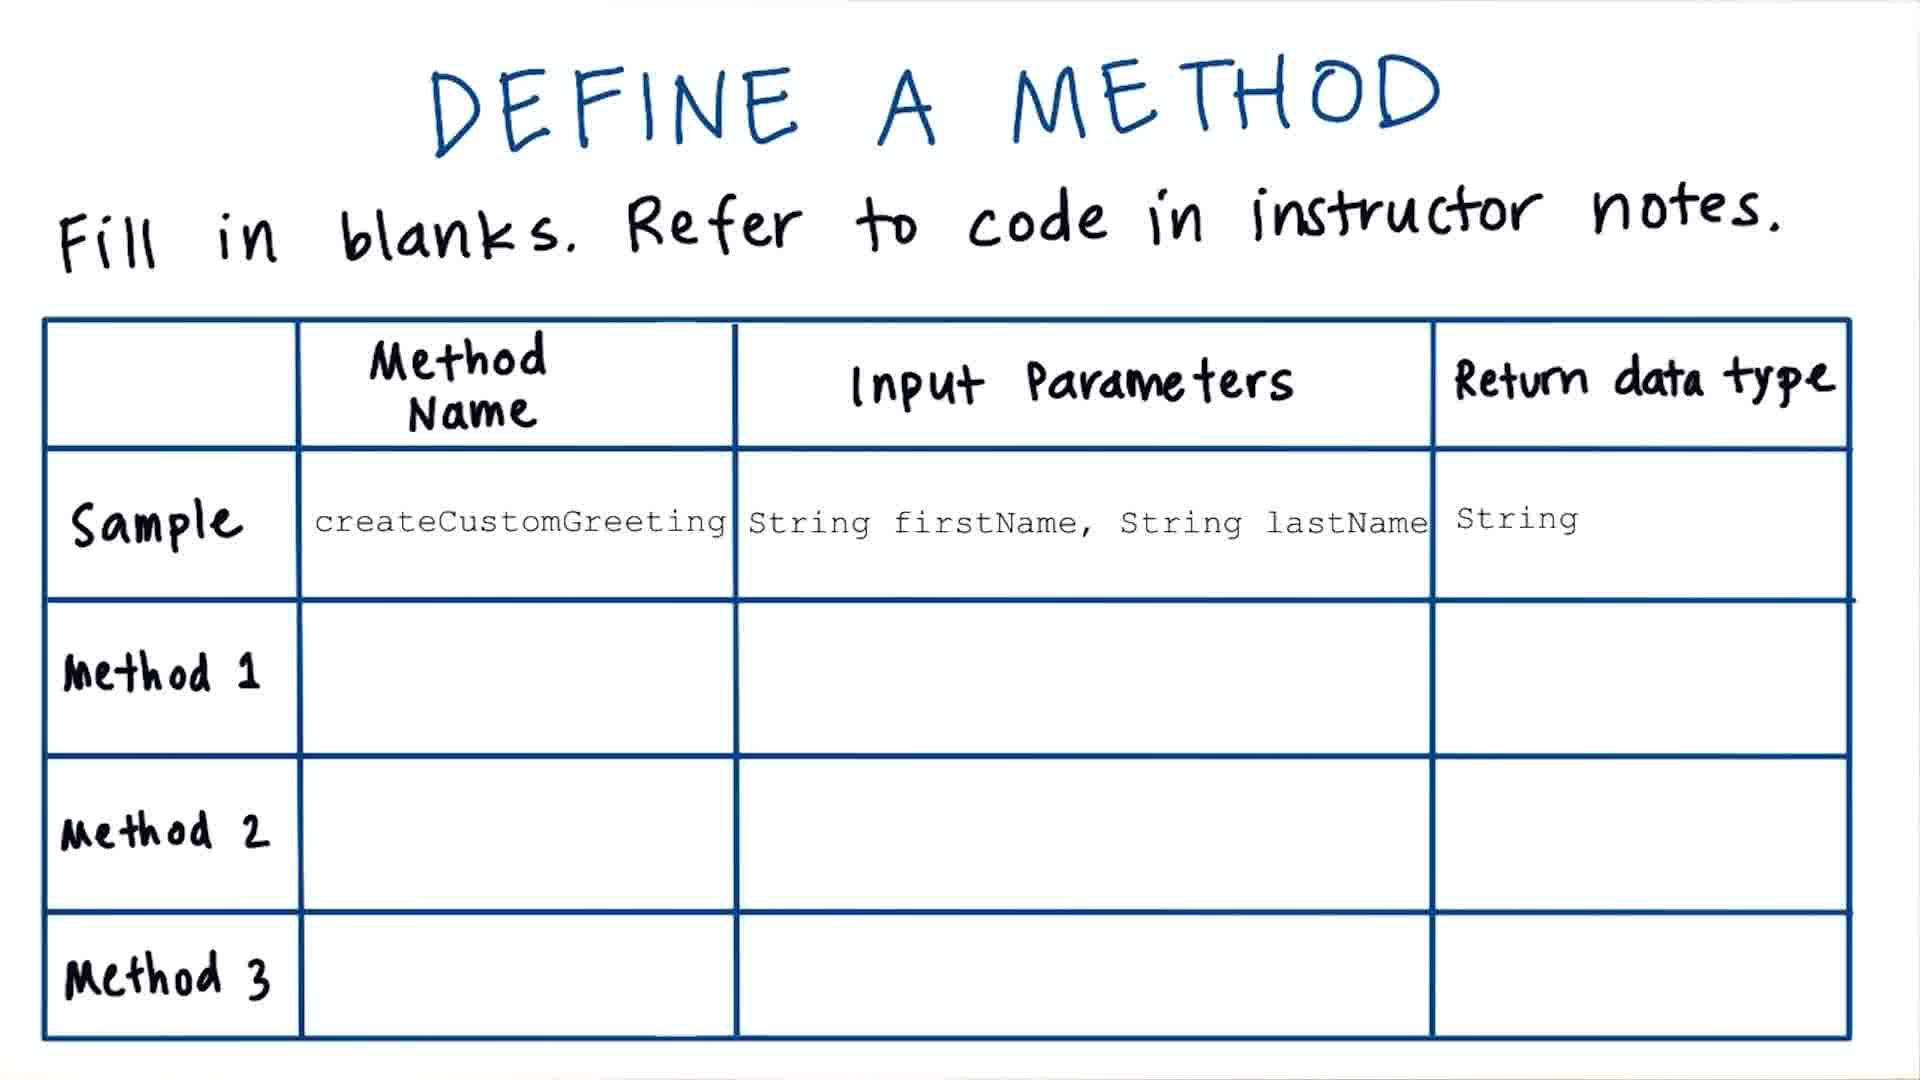 DEFINE A METHOD
Fill in blanks. Refer to code in instructor notes.
Method Name
Input Parameters
Return data type
Sample
createCustomGreeting
String firstName, String lastName
String
Method 1
Method 2
Method 3